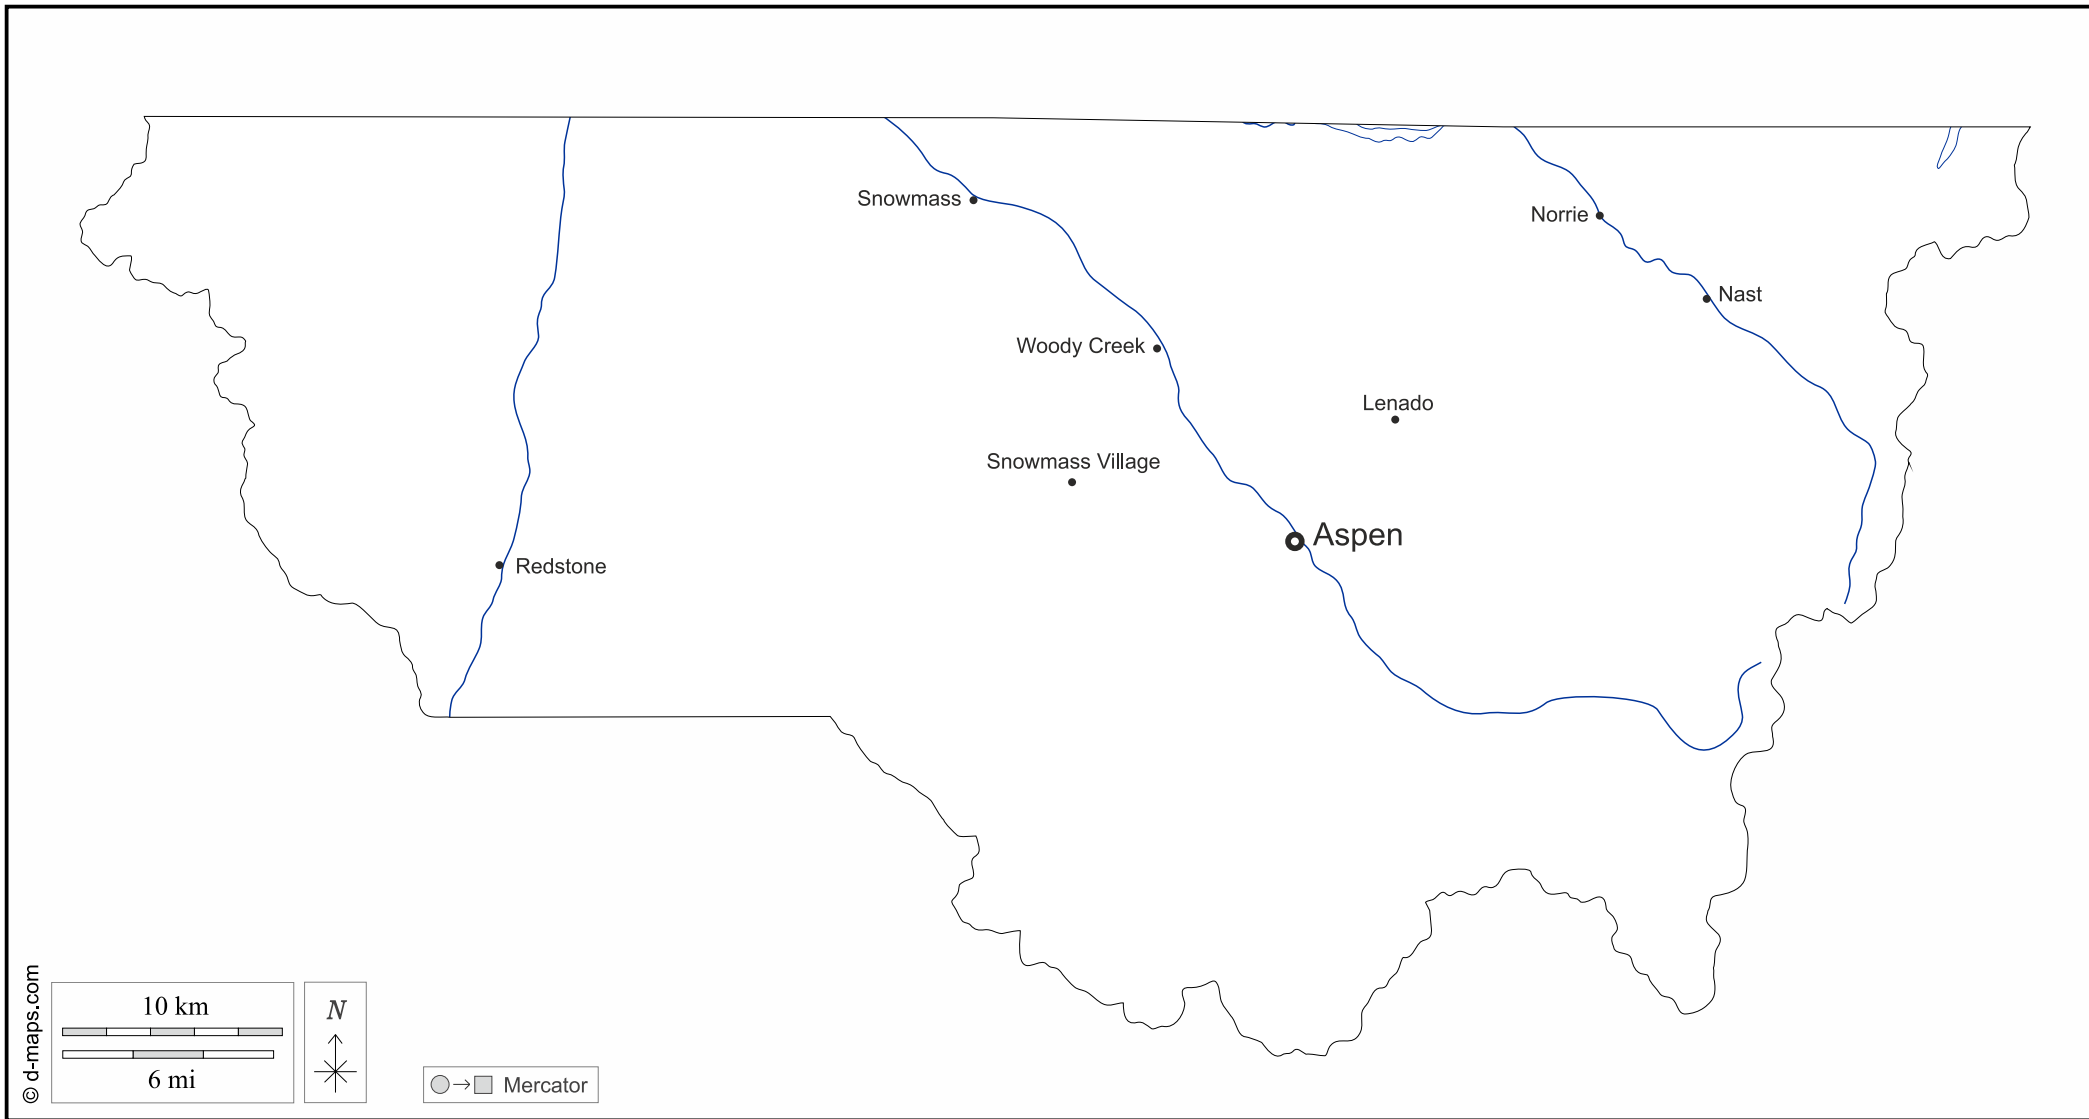 Snowmass
Norrie
Nast
Woody Creek
Lenado
Snowmass Village
Aspen
Redstone
© d-maps.com
10 km
6 mi
N
Mercator